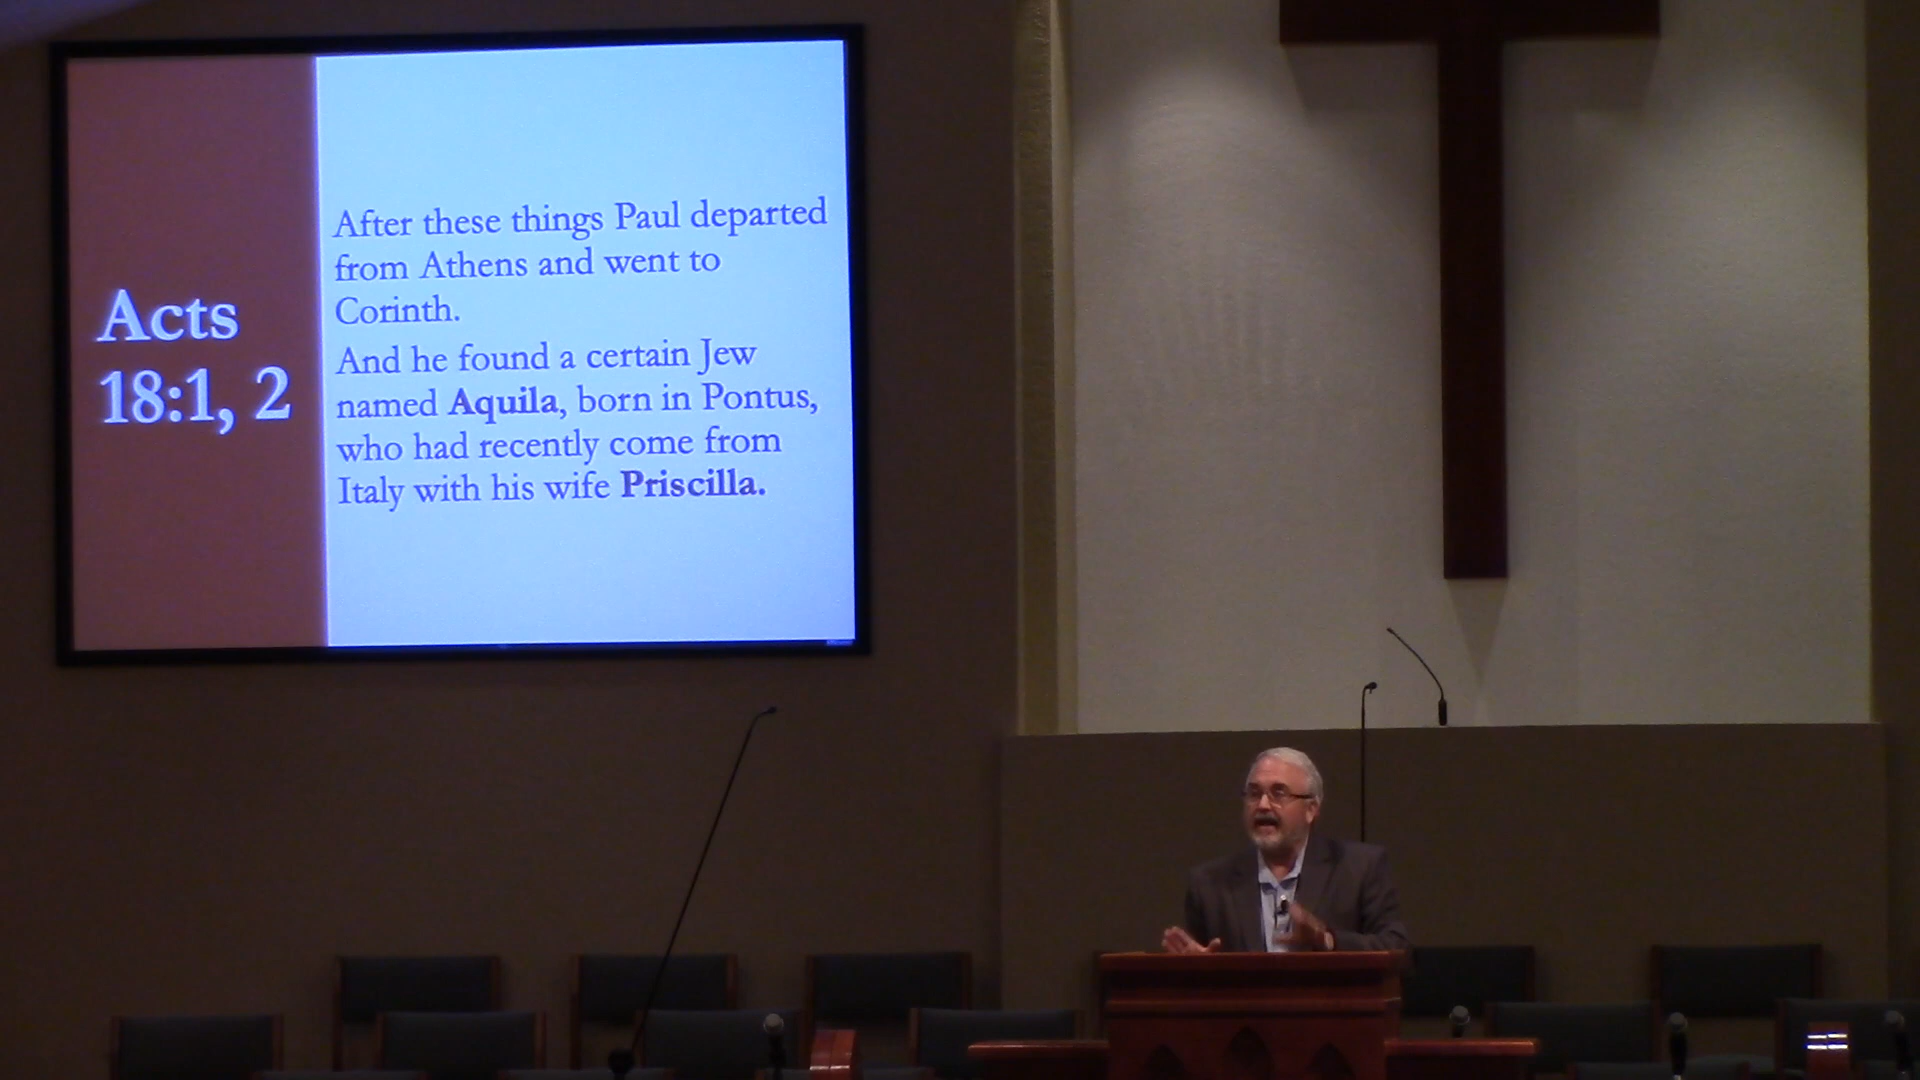 Acts
18:1, 2
After these things Paul departed
from Athens and went to
Corinth.
And he found a certain Jew
named Aquila, born in Pontus,
who had recently come from
Italy with his wife Priscilla.